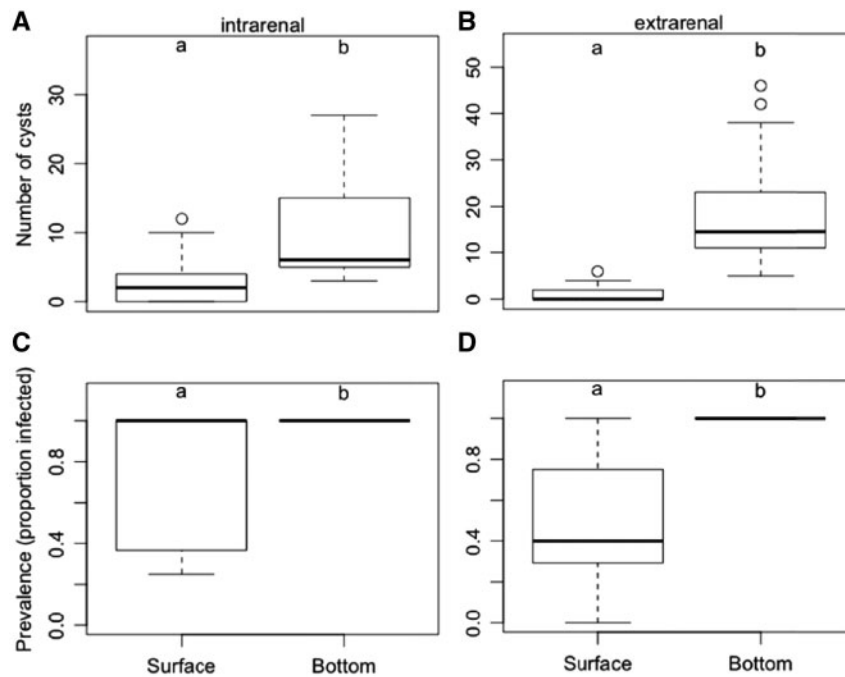 A
intrarenal
a
b
Number of cysts
0
10
20
30
B
extrarenal
a
b
0
10
20
30
40
50
C
a
b
Prevalence (proportion infected)
0.0
0.4
0.8
Surface
Bottom
D
a
b
0.0
0.4
0.8
Surface
Bottom